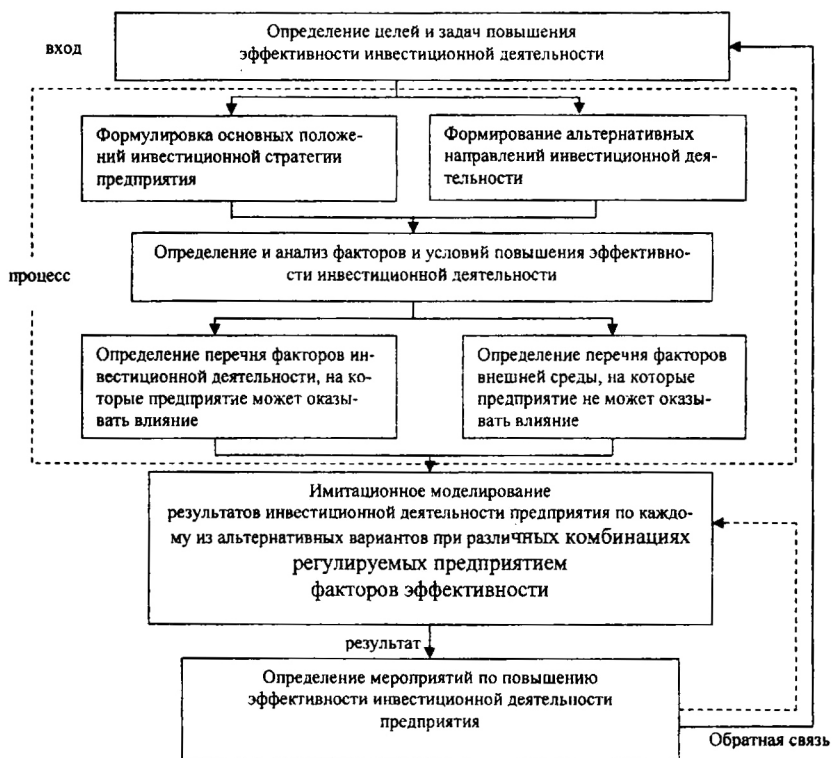 Определение целей и задач повышения
эффективности инвестиционной деятельности
вход
Формулировка основных положе-
ний инвестиционной стратегии
предприятия
Формирование альтернативных
направлений инвестиционной дея-
тельности
Определение и анализ факторов и условий повышения эффективно-
сти инвестиционной деятельности
процесс
Определение перечня факторов ин-
вестиционной деятельности, на ко-
торые предприятие может оказы-
вать влияние
Определение перечня факторов
внешней среды, на которые
предприятие не может оказы-
вать влияние
Имитационное моделирование
результатов инвестиционной деятельности предприятия по каждо-
му из альтернативных вариантов при различных комбинациях
регулируемых предприятием
факторов эффективности
результат
Определение мероприятий по повышению
эффективности инвестиционной деятельности
предприятия
Обратная связь